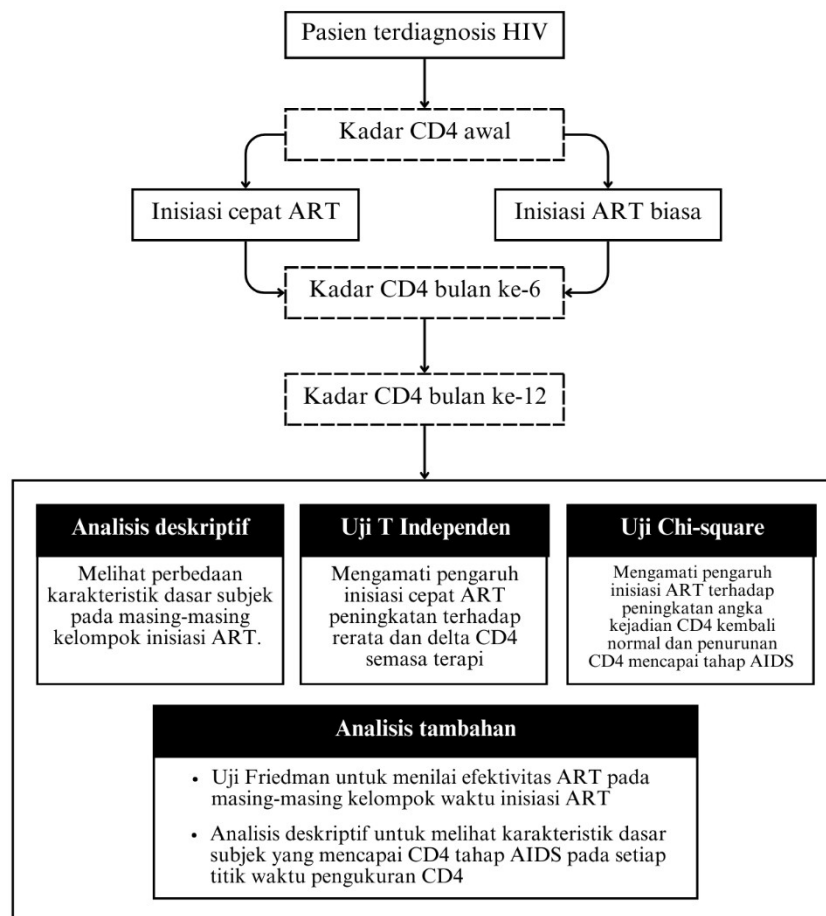 Pasien terdiagnosis HIV
Kadar CD4 awal
Inisiasi cepat ART
Inisiasi ART biasa
Kadar CD4 bulan ke-6
Kadar CD4 bulan ke-12
Analisis deskriptif
Melihat perbedaan
karakteristik dasar subjek
pada masing-masing
kelompok inisiasi ART.
Uji T Independen
Mengamati pengaruh
inisiasi cepat ART
peningkatan terhadap
rerata dan delta CD4
semasa terapi
Uji Chi-square
Mengamati pengaruh
inisiasi ART terhadap
peningkatan angka
kejadian CD4 kembali
normal dan penurunan
CD4 mencapai tahap AIDS
Analisis tambahan
• Uji Friedman untuk menilai efektivitas ART pada
masing-masing kelompok waktu inisiasi ART
• Analisis deskriptif untuk melihat karakteristik dasar
subjek yang mencapai CD4 tahap AIDS pada setiap
titik waktu pengukuran CD4